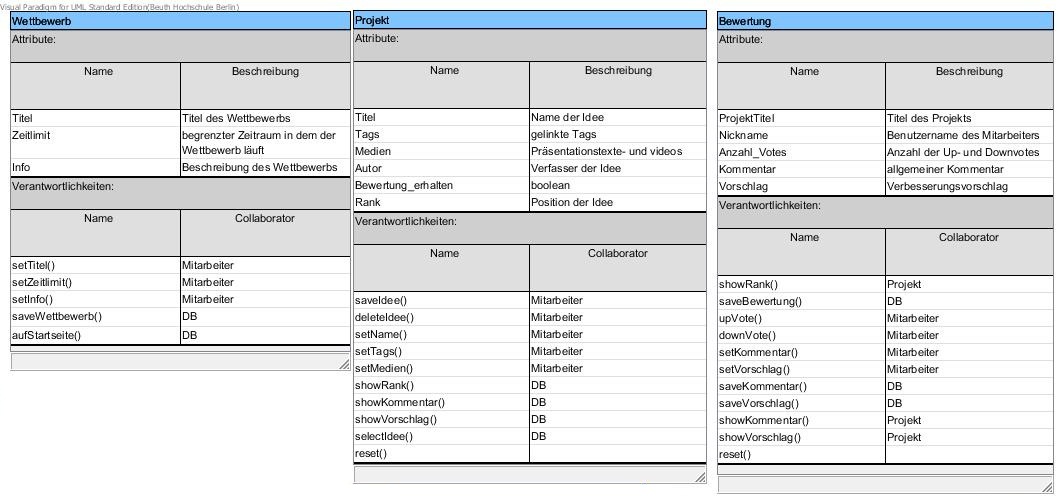 Visual Paradigm for UML Standard Edition(Beuth Hochschule Berlin)
Wettbewerb
Attribute:
Name Beschreibung
Titel Titel des Wettbewerbs
Zeitlimit begrenzter Zeitraum in dem der
Wettbewerb läuft
Info Beschreibung des Wettbewerbs
Verantwortlichkeiten:
Name Collaborator
setTitel() Mitarbeiter
setZeitlimit() Mitarbeiter
setInfo() Mitarbeiter
saveWettbewerb() DB
aufStartseite() DB
Projekt
Attribute:
Name Beschreibung
Titel Name der Idee
Tags gelinkte Tags
Medien Präsentationstexte- und videos
Autor Verfasser der Idee
Bewertung_erhalten boolean
Rank Position der Idee
Verantwortlichkeiten:
Name Collaborator
saveIdee() Mitarbeiter
deleteIdee() Mitarbeiter
setName() Mitarbeiter
setTags() Mitarbeiter
setMedien() Mitarbeiter
showRank() DB
showKommentar() DB
showVorschlag() DB
selectIdee() DB
reset()
Bewertung
Attribute:
Name Beschreibung
ProjektTitel Titel des Projekts
Nickname Benutzername des Mitarbeiters
Anzahl_Votes Anzahl der Up- und Downvotes
Kommentar allgemeiner Kommentar
Vorschlag Verbesserungsvorschlag
Verantwortlichkeiten:
Name Collaborator
showRank() Projekt
saveBewertung() DB
upVote() Mitarbeiter
downVote() Mitarbeiter
setKommentar() Mitarbeiter
setVorschlag() Mitarbeiter
saveKommentar() DB
saveVorschlag() DB
showKommentar() Projekt
showVorschlag() Projekt
reset()